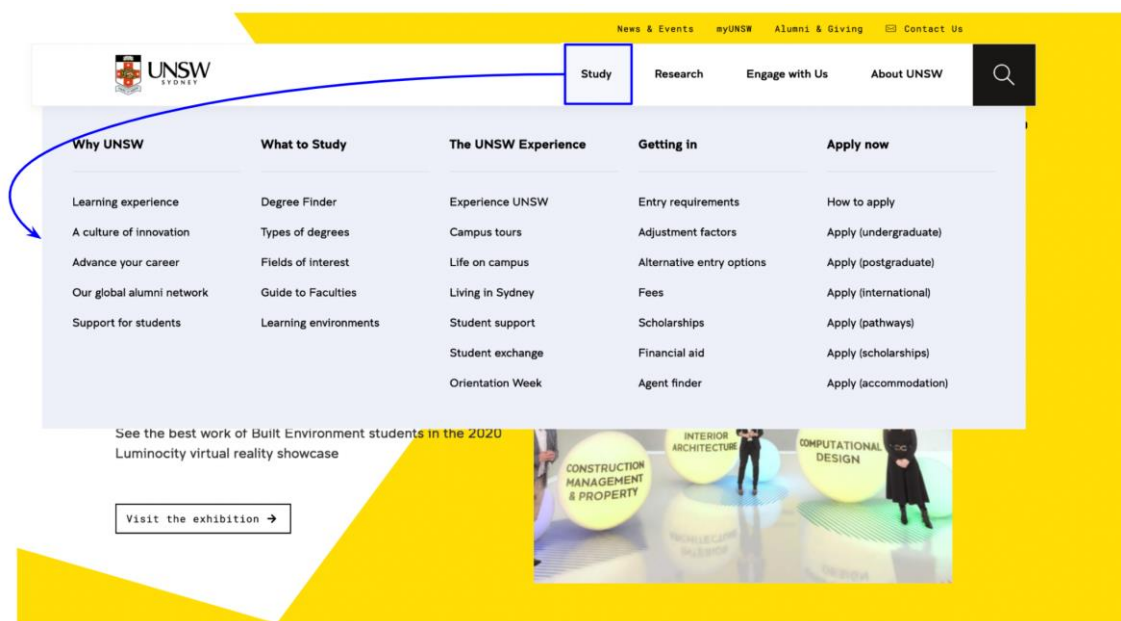 News & Events myUNSW Alumni & Giving Contact Us
UNSW
SYDNEY
Study Research Engage with Us About UNSW
Why UNSW
Learning experience
A culture of innovation
Advance your career
Our global alumni network
Support for students
What to Study
Degree Finder
Types of degrees
Fields of interest
Guide to Faculties
Learning environments
The UNSW Experience
Experience UNSW
Campus tours
Life on campus
Living in Sydney
Student support
Student exchange
Orientation Week
Getting in
Entry requirements
Adjustment factors
Alternative entry options
Fees
Scholarships
Financial aid
Agent finder
Apply now
How to apply
Apply (undergraduate)
Apply (postgraduate)
Apply (international)
Apply (pathways)
Apply (scholarships)
Apply (accommodation)
See the best work of Built Environment students in the 2020
Luminocity virtual reality showcase
Visit the exhibition →
CONSTRUCTION
MANAGEMENT
& PROPERTY
INTERIOR
ARCHITECTURE
COMPUTATIONAL
DESIGN